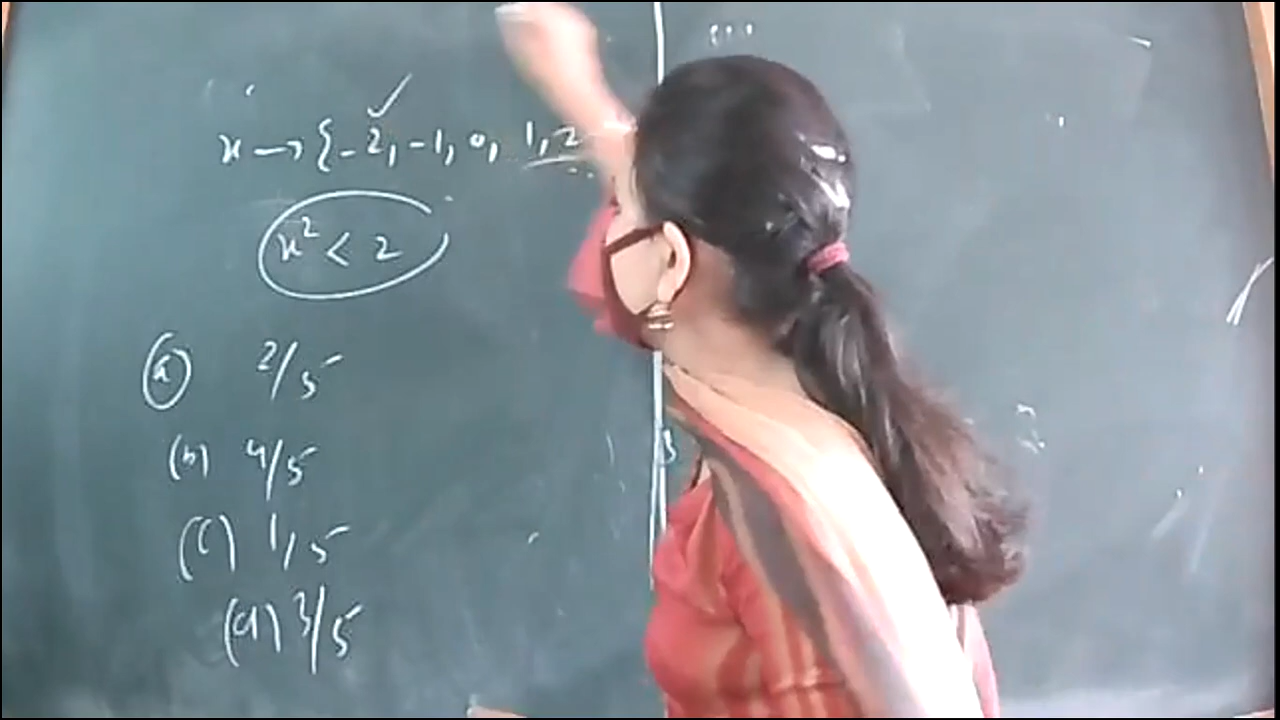 x → {-2, -1, 0, 1, 2
x² < 2
(a) 2/5
(b) 4/5
(c) 1/5
(d) 3/5